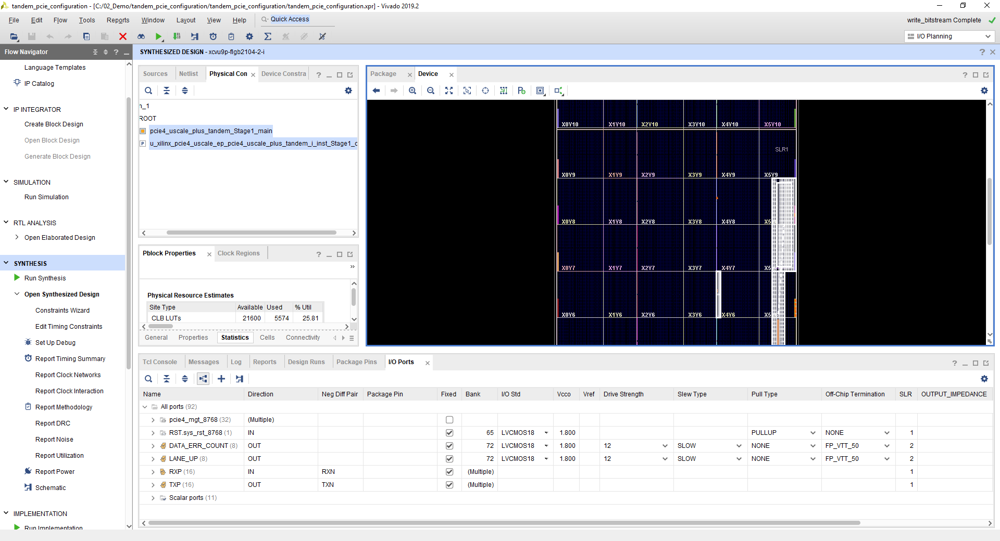 tandem_pcie_configuration - [C:/02_Demo/tandem_pcie_configuration/tandem_pcie_configuration/tandem_pcie_configuration.xpr] - Vivado 2019.2
File Edit Flow Tools Reports Window Layout View Help Quick Access
write_bitstream Complete
I/O Planning
Flow Navigator
SYNTHESIZED DESIGN - xcvu9p-flgb2104-2-i
Language Templates
IP Catalog
IP INTEGRATOR
Create Block Design
Open Block Design
Generate Block Design
SIMULATION
Run Simulation
RTL ANALYSIS
Open Elaborated Design
SYNTHESIS
Run Synthesis
Open Synthesized Design
Constraints Wizard
Edit Timing Constraints
Set Up Debug
Report Timing Summary
Report Clock Networks
Report Clock Interaction
Report Methodology
Report DRC
Report Noise
Report Utilization
Report Power
Schematic
IMPLEMENTATION
Run Implementation
Sources Netlist Physical Con Device Constra
ROOT
pcie4_uscale_plus_tandem_Stage1_main
P u_xilinx_pcie4_uscale_ep_pcie4_uscale_plus_tandem_i_inst_Stage1_c
Pblock Properties Clock Regions
Physical Resource Estimates
Site Type Available Used % Util
CLB LUTs 21600 5574 25.81
General Properties Statistics Cells Connectivity
Package Device
X0Y10 X1Y10 X2Y10 X3Y10 X4Y10 X5Y10
SLR1
X0Y9 X1Y9 X2Y9 X3Y9 X4Y9 X5Y9
X0Y8 X1Y8 X2Y8 X3Y8 X4Y8 X5
X0Y7 X1Y7 X2Y7 X3Y7 X4Y7 X5
X0Y6 X1Y6 X2Y6 X3Y6 X4Y6 X5
Tcl Console Messages Log Reports Design Runs Package Pins I/O Ports
Name Direction Neg Diff Pair Package Pin Fixed Bank I/O Std Vcco Vref Drive Strength Slew Type Pull Type Off-Chip Termination SLR OUTPUT_IMPEDANCE
All ports (92)
pcie4_mgt_8768 (32) (Multiple)
RST.sys_rst_8768 (1) IN 65 LVCMOS18 1.800 PULLUP NONE 1
DATA_ERR_COUNT (8) OUT 72 LVCMOS18 1.800 12 SLOW NONE FP_VTT_50 2
LANE_UP (8) OUT 72 LVCMOS18 1.800 12 SLOW NONE FP_VTT_50 2
RXP (16) IN RXN (Multiple) 1
TXP (16) OUT TXN (Multiple) 1
Scalar ports (11)